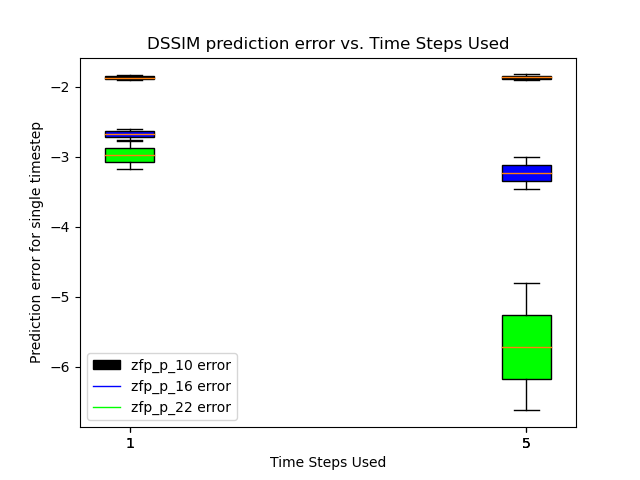 DSSIM prediction error vs. Time Steps Used
Prediction error for single timestep
−2
−3
−4
−5
−6
zfp_p_10 error
zfp_p_16 error
zfp_p_22 error
1
5
Time Steps Used